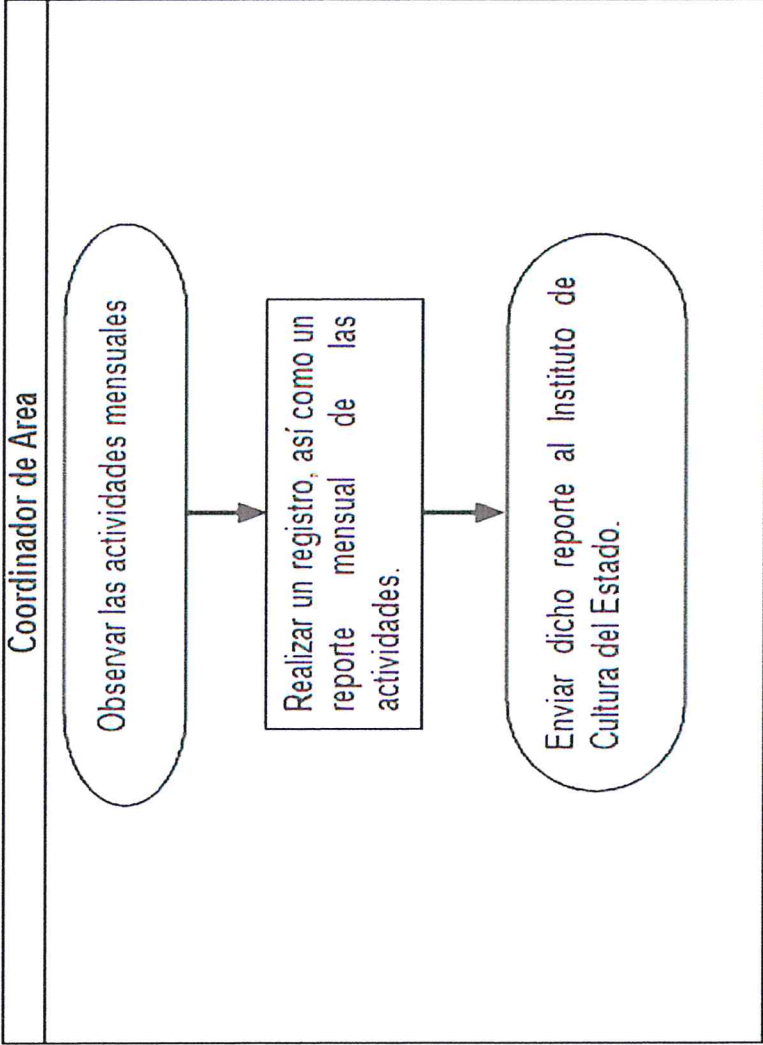 Coordinador de Area
Observar las actividades mensuales
Realizar un registro, así como un
reporte mensual de las
actividades.
Enviar dicho reporte al Instituto de
Cultura del Estado.